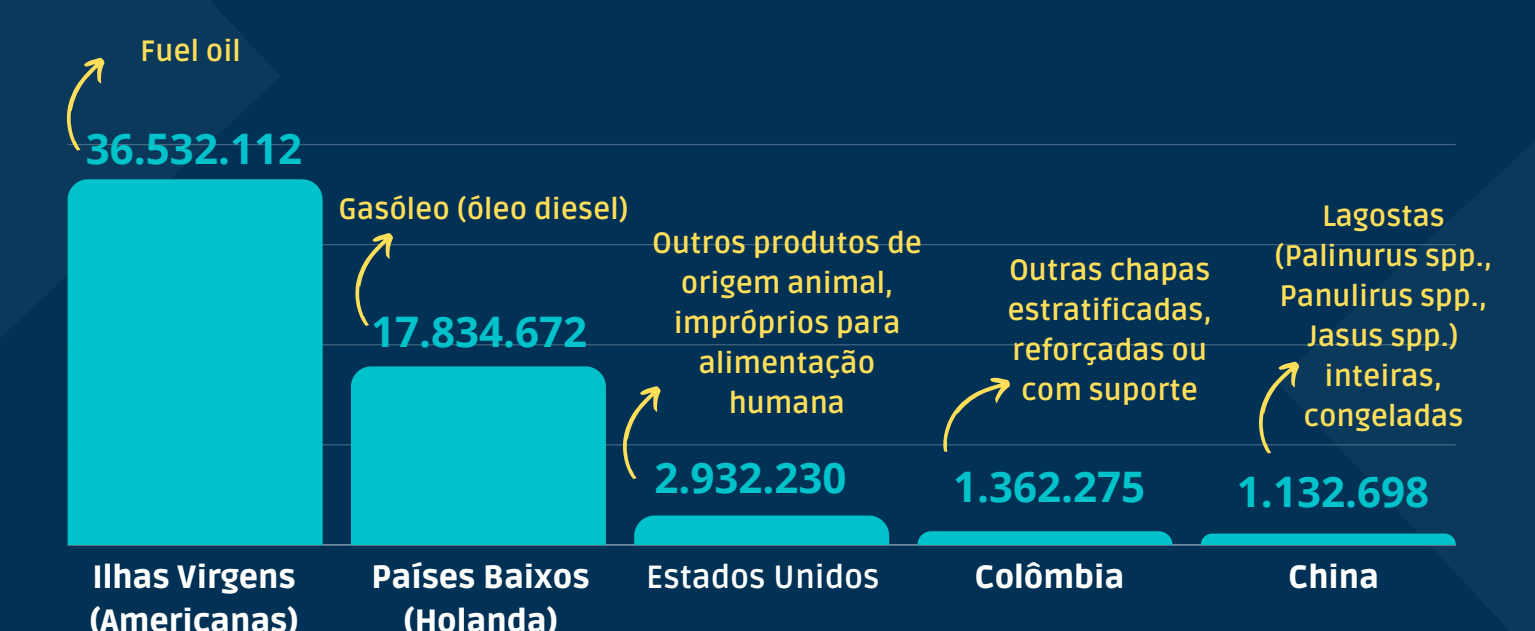 Fuel oil
36.532.112
Gasóleo (óleo diesel)
17.834.672
Outros produtos de
origem animal,
impróprios para
alimentação
humana
2.932.230
Outras chapas
estratificadas,
reforçadas ou
com suporte
1.362.275
Lagostas
(Palinurus spp.,
Panulirus spp.,
Jasus spp.)
inteiras,
congeladas
1.132.698
Ilhas Virgens
(Americanas)
Países Baixos
(Holanda)
Estados Unidos
Colômbia
China